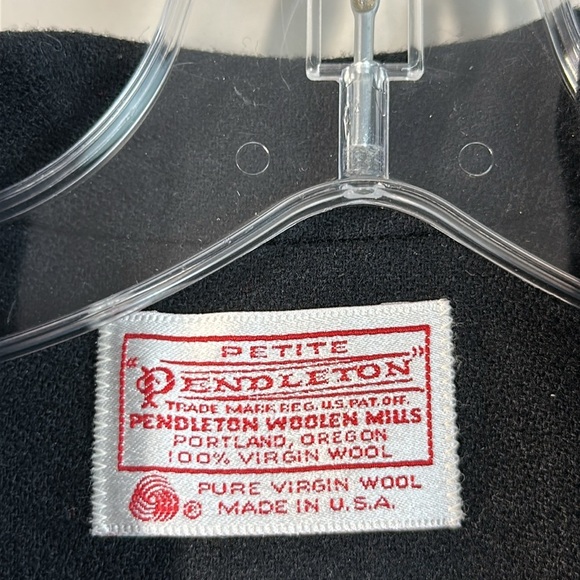 PETITE
"PENDLETON"
TRADE MARK REG. U.S. PAT. OFF.
PENDLETON WOOLEN MILLS
PORTLAND, OREGON
100% VIRGIN WOOL
® PURE VIRGIN WOOL
MADE IN U.S.A.